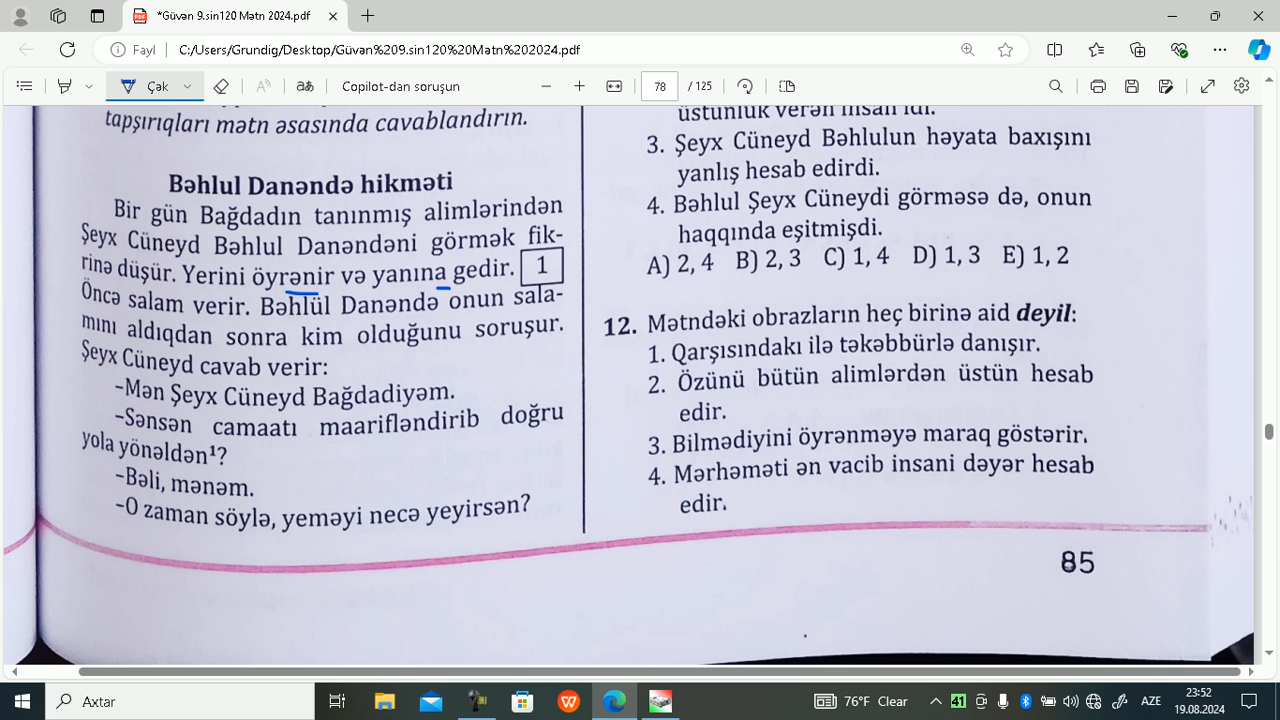 *Güvən 9.sin120 Mətn 2024.pdf
Fayl
C:/Users/Grundig/Desktop/Güvən%209.sin120%20Mətn%202024.pdf
Çək
Copilot-dan soruşun
78 / 125
tapşırıqları mətn əsasında cavablandırın.
Bəhlul Danəndə hikməti
Bir gün Bağdadın tanınmış alimlərindən
Şeyx Cüneyd Bəhlul Danəndəni görmək fik-
rinə düşür. Yerini öyrənir və yanına gedir. 1
Öncə salam verir. Bəhlül Danəndə onun sala-
mını aldıqdan sonra kim olduğunu soruşur.
Şeyx Cüneyd cavab verir:
-Mən Şeyx Cüneyd Bağdadiyəm.
-Sənsən camaatı maarifləndirib doğru
yola yönəldən¹?
-Bəli, mənəm.
-O zaman söylə, yeməyi necə yeyirsən?
üstünlük verən insan idi.
3. Şeyx Cüneyd Bəhlulun həyata baxışını
yanlış hesab edirdi.
4. Bəhlul Şeyx Cüneydi görməsə də, onun
haqqında eşitmişdi.
A) 2, 4 B) 2, 3 C) 1, 4 D) 1, 3 E) 1, 2
12. Mətndəki obrazların heç birinə aid deyil:
1. Qarşısındakı ilə təkəbbürlə danışır.
2. Özünü bütün alimlərdən üstün hesab
edir.
3. Bilmədiyini öyrənməyə maraq göstərir.
4. Mərhəməti ən vacib insani dəyər hesab
edir.
85
Axtar
76°F Clear
41
AZE
23:52
19.08.2024